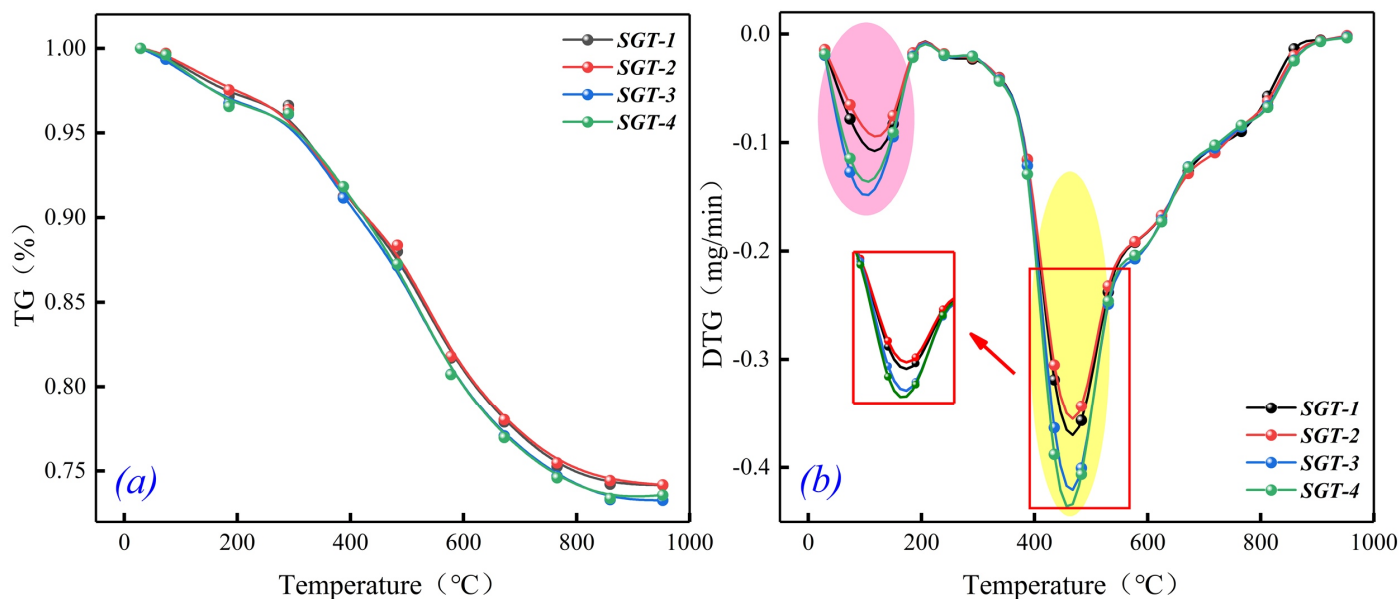 1.00
0.95
0.90
0.85
0.80
0.75
TG（%）
SGT-1
SGT-2
SGT-3
SGT-4
(a)
0 200 400 600 800 1000
Temperature（℃）
0.0
-0.1
-0.2
-0.3
-0.4
DTG（mg/min）
SGT-1
SGT-2
SGT-3
SGT-4
(b)
0 200 400 600 800 1000
Temperature（℃）